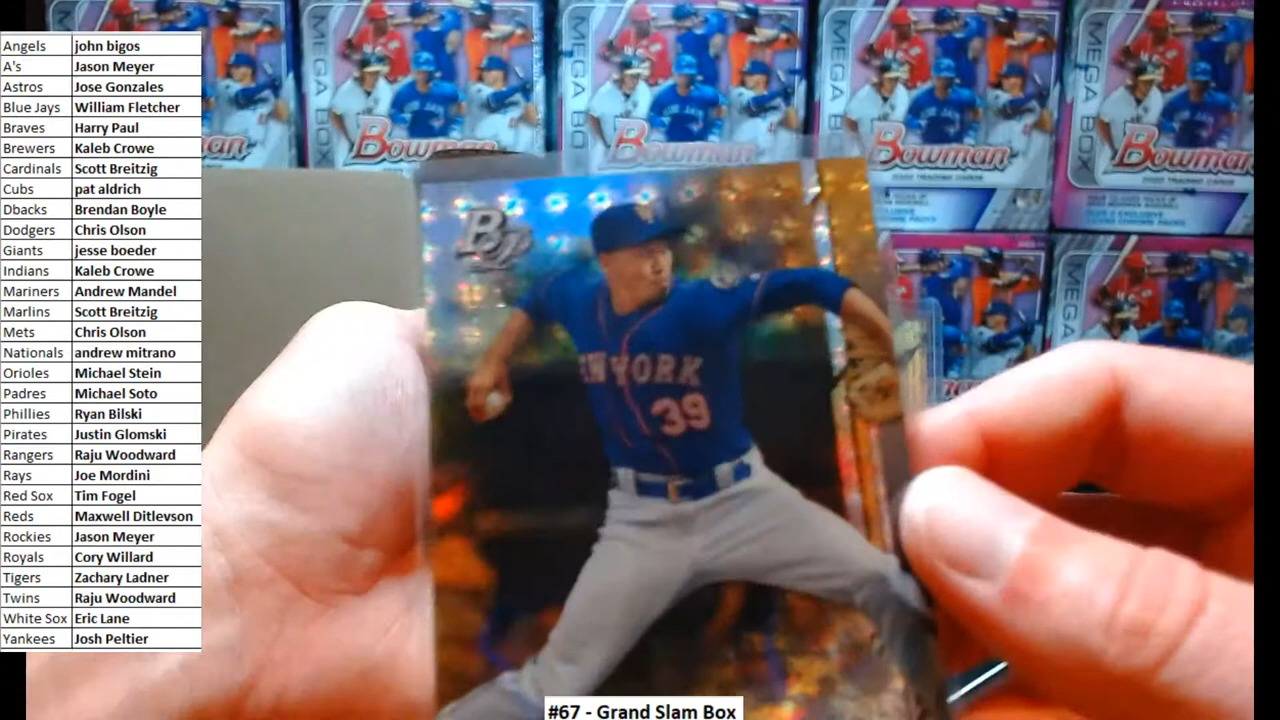 Angels john bigos
A's Jason Meyer
Astros Jose Gonzales
Blue Jays William Fletcher
Braves Harry Paul
Brewers Kaleb Crowe
Cardinals Scott Breitzig
Cubs pat aldrich
Dbacks Brendan Boyle
Dodgers Chris Olson
Giants jesse boeder
Indians Kaleb Crowe
Mariners Andrew Mandel
Marlins Scott Breitzig
Mets Chris Olson
Nationals andrew mitrano
Orioles Michael Stein
Padres Michael Soto
Phillies Ryan Bilski
Pirates Justin Glomski
Rangers Raju Woodward
Rays Joe Mordini
Red Sox Tim Fogel
Reds Maxwell Ditlevson
Rockies Jason Meyer
Royals Cory Willard
Tigers Zachary Ladner
Twins Raju Woodward
White Sox Eric Lane
Yankees Josh Peltier
MEGA BOX
Bowman
MEGA BOX
Bowman
MEGA BOX
Bowman
MEGA BOX
Bowman
MEGA
NEW YORK
39
#67 - Grand Slam Box